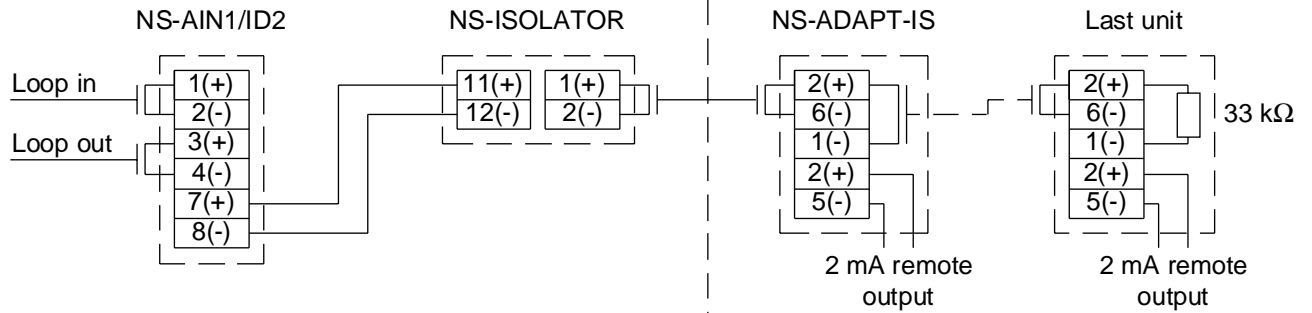 NS-AIN1/ID2
NS-ISOLATOR
NS-ADAPT-IS
Last unit
Loop in
Loop out
1(+)
2(-)
3(+)
4(-)
7(+)
8(-)
11(+)
12(-)
1(+)
2(-)
2(+)
6(-)
1(-)
2(+)
5(-)
2 mA remote
output
2(+)
6(-)
1(-)
2(+)
5(-)
33 kΩ
2 mA remote
output